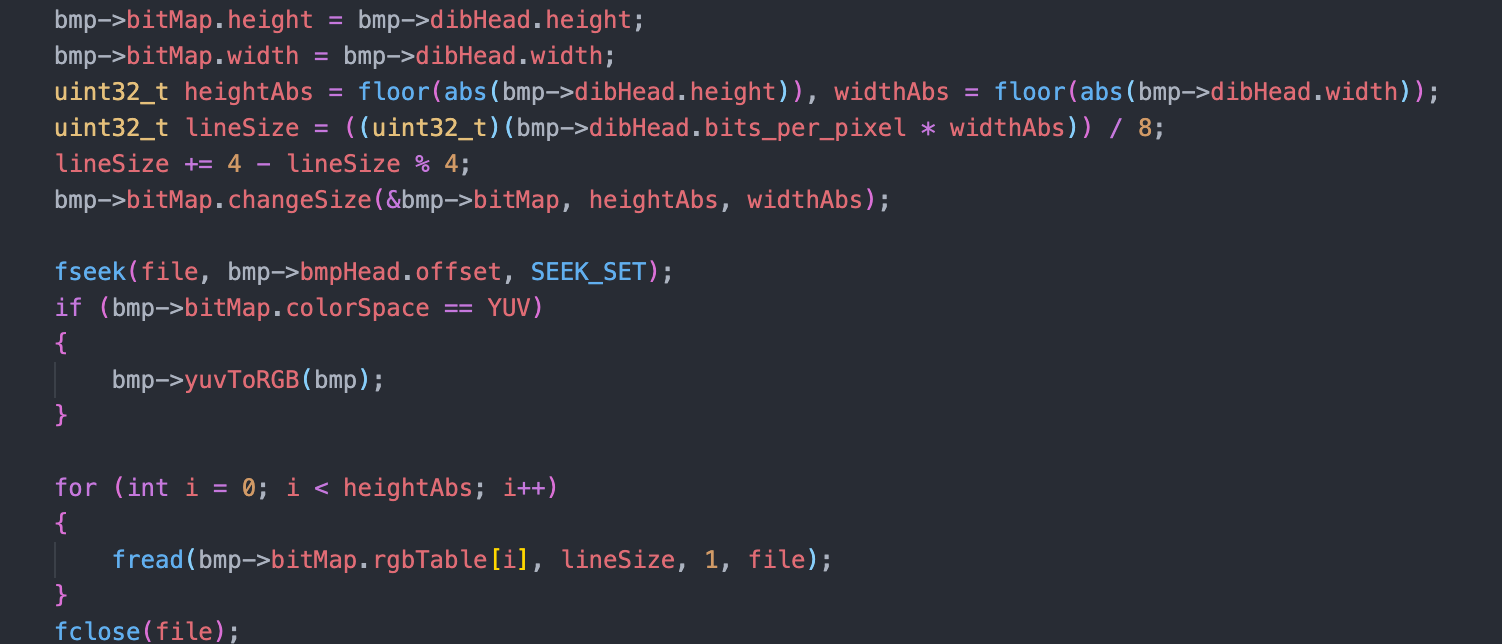 bmp->bitMap.height = bmp->dibHead.height;
bmp->bitMap.width = bmp->dibHead.width;
uint32_t heightAbs = floor(abs(bmp->dibHead.height)), widthAbs = floor(abs(bmp->dibHead.width));
uint32_t lineSize = ((uint32_t)(bmp->dibHead.bits_per_pixel * widthAbs)) / 8;
lineSize += 4 - lineSize % 4;
bmp->bitMap.changeSize(&bmp->bitMap, heightAbs, widthAbs);

fseek(file, bmp->bmpHead.offset, SEEK_SET);
if (bmp->bitMap.colorSpace == YUV)
{
    bmp->yuvToRGB(bmp);
}

for (int i = 0; i < heightAbs; i++)
{
    fread(bmp->bitMap.rgbTable[i], lineSize, 1, file);
}
fclose(file);